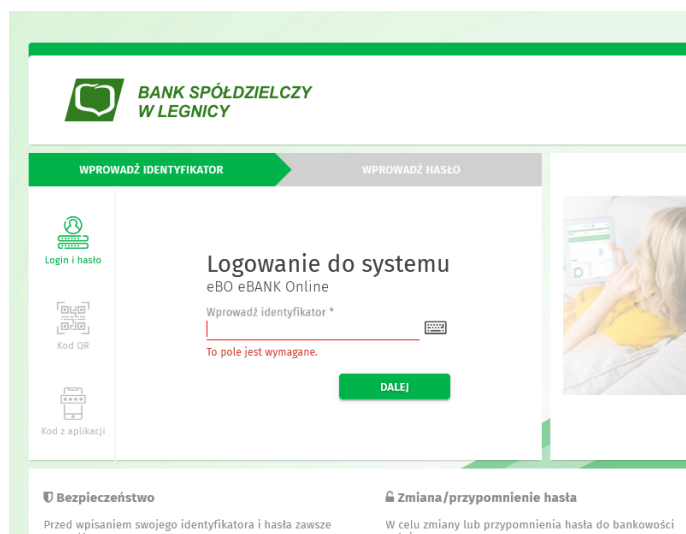 BANK SPÓŁDZIELCZY
W LEGNICY
WPROWADŹ IDENTYFIKATOR
WPROWADŹ HASŁO
Login i hasło
Kod QR
Kod z aplikacji
Logowanie do systemu
eBO eBANK Online
Wprowadź identyfikator *
To pole jest wymagane.
DALEJ
Bezpieczeństwo
Przed wpisaniem swojego identyfikatora i hasła zawsze
Zmiana/przypomnienie hasła
W celu zmiany lub przypomnienia hasła do bankowości